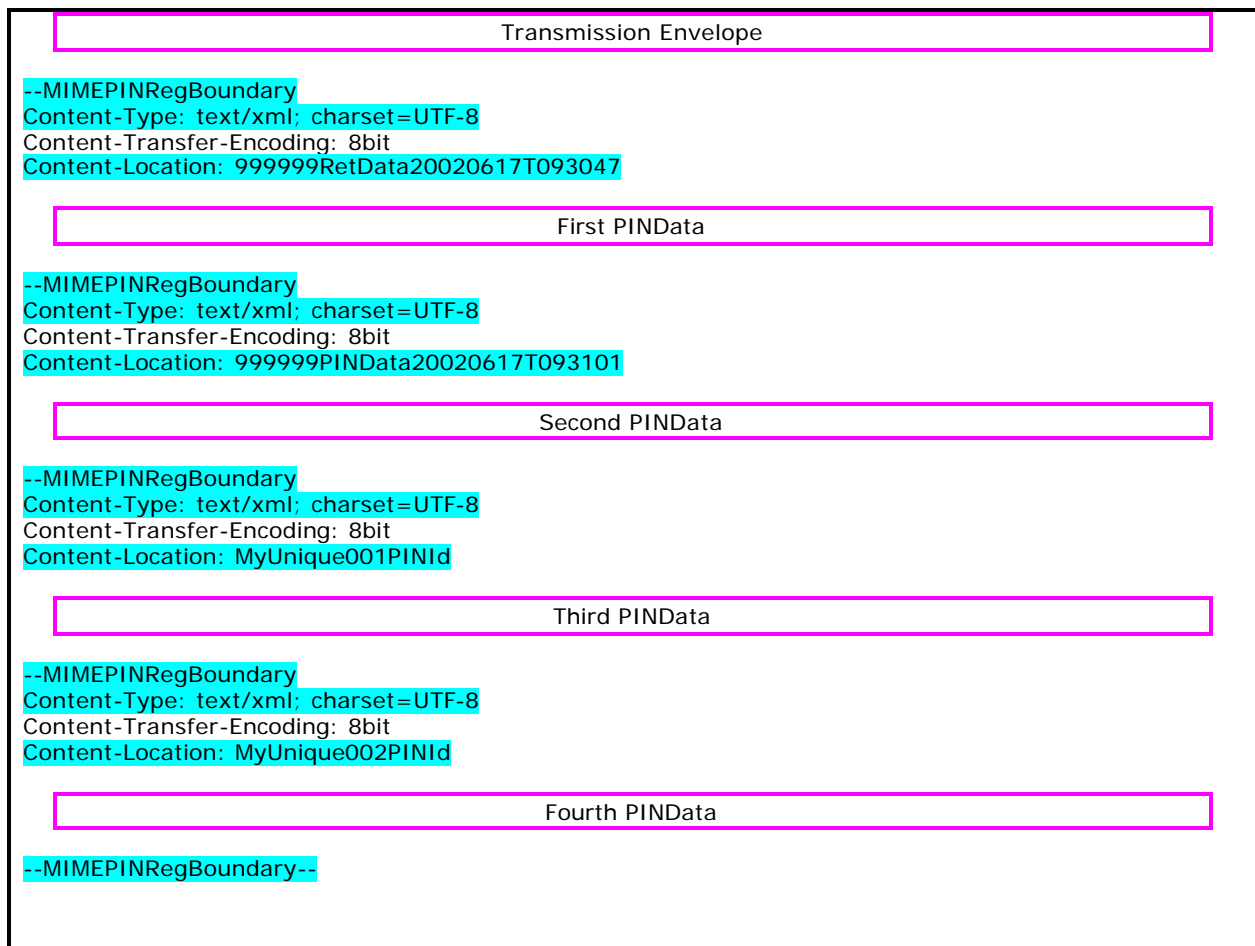 Transmission Envelope
--MIMEPINRegBoundary
Content-Type: text/xml; charset=UTF-8
Content-Transfer-Encoding: 8bit
Content-Location: 999999RetData20020617T093047
First PINData
--MIMEPINRegBoundary
Content-Type: text/xml; charset=UTF-8
Content-Transfer-Encoding: 8bit
Content-Location: 999999PINData20020617T093101
Second PINData
--MIMEPINRegBoundary
Content-Type: text/xml; charset=UTF-8
Content-Transfer-Encoding: 8bit
Content-Location: MyUnique001PINId
Third PINData
--MIMEPINRegBoundary
Content-Type: text/xml; charset=UTF-8
Content-Transfer-Encoding: 8bit
Content-Location: MyUnique002PINId
Fourth PINData
--MIMEPINRegBoundary--